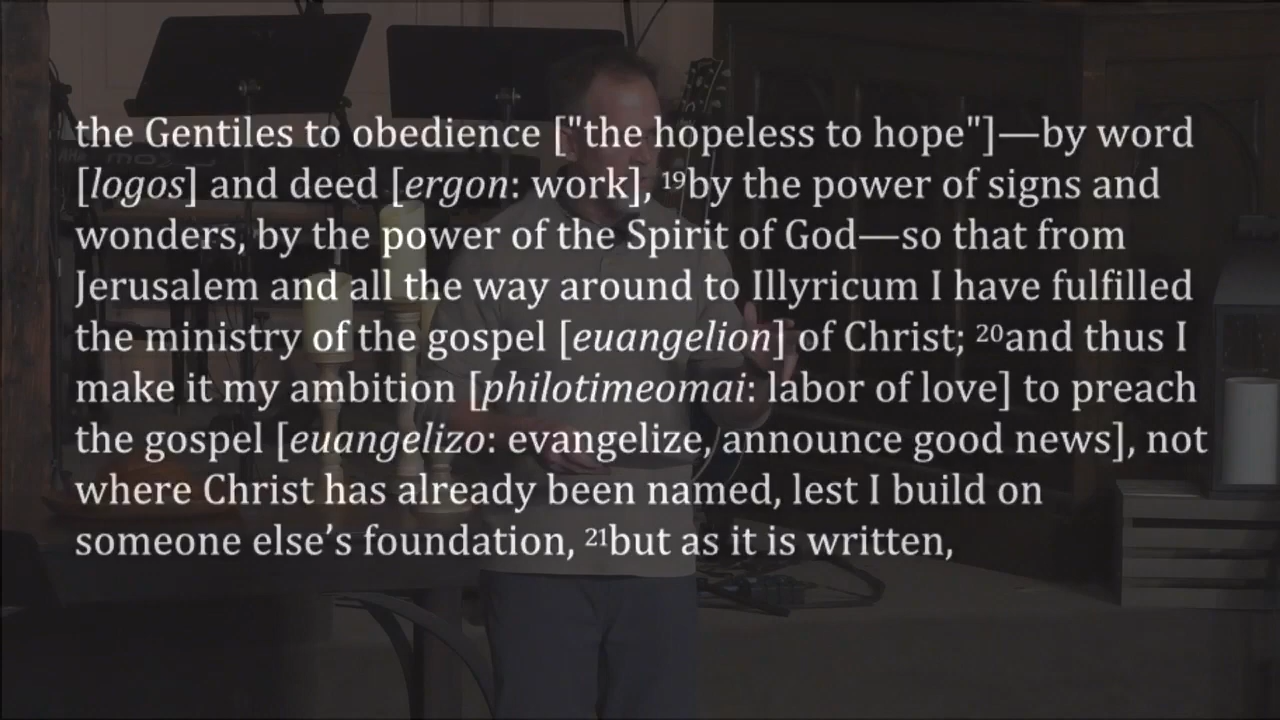 the Gentiles to obedience ["the hopeless to hope"]—by word
[logos] and deed [ergon: work], 19by the power of signs and
wonders, by the power of the Spirit of God—so that from
Jerusalem and all the way around to Illyricum I have fulfilled
the ministry of the gospel [euangelion] of Christ; 20and thus I
make it my ambition [philotimeomai: labor of love] to preach
the gospel [euangelizo: evangelize, announce good news], not
where Christ has already been named, lest I build on
someone else’s foundation, 21but as it is written,